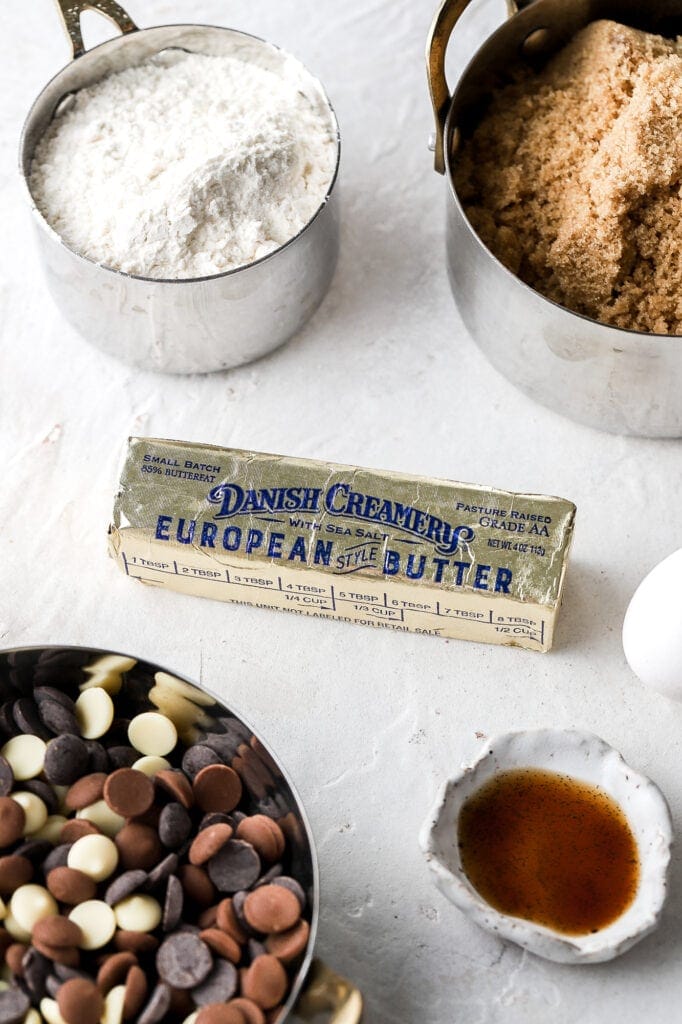 SMALL BATCH
85% BUTTERFAT
DANISH CREAMERY
WITH SEA SALT
EUROPEAN STYLE BUTTER
PASTURE RAISED
GRADE AA
NET WT. 4 OZ (113g)
1 TBSP 2 TBSP 3 TBSP 4 TBSP 5 TBSP 6 TBSP 7 TBSP 8 TBSP
1/4 CUP 1/3 CUP 1/2 CUP
THIS UNIT NOT LABELED FOR RETAIL SALE